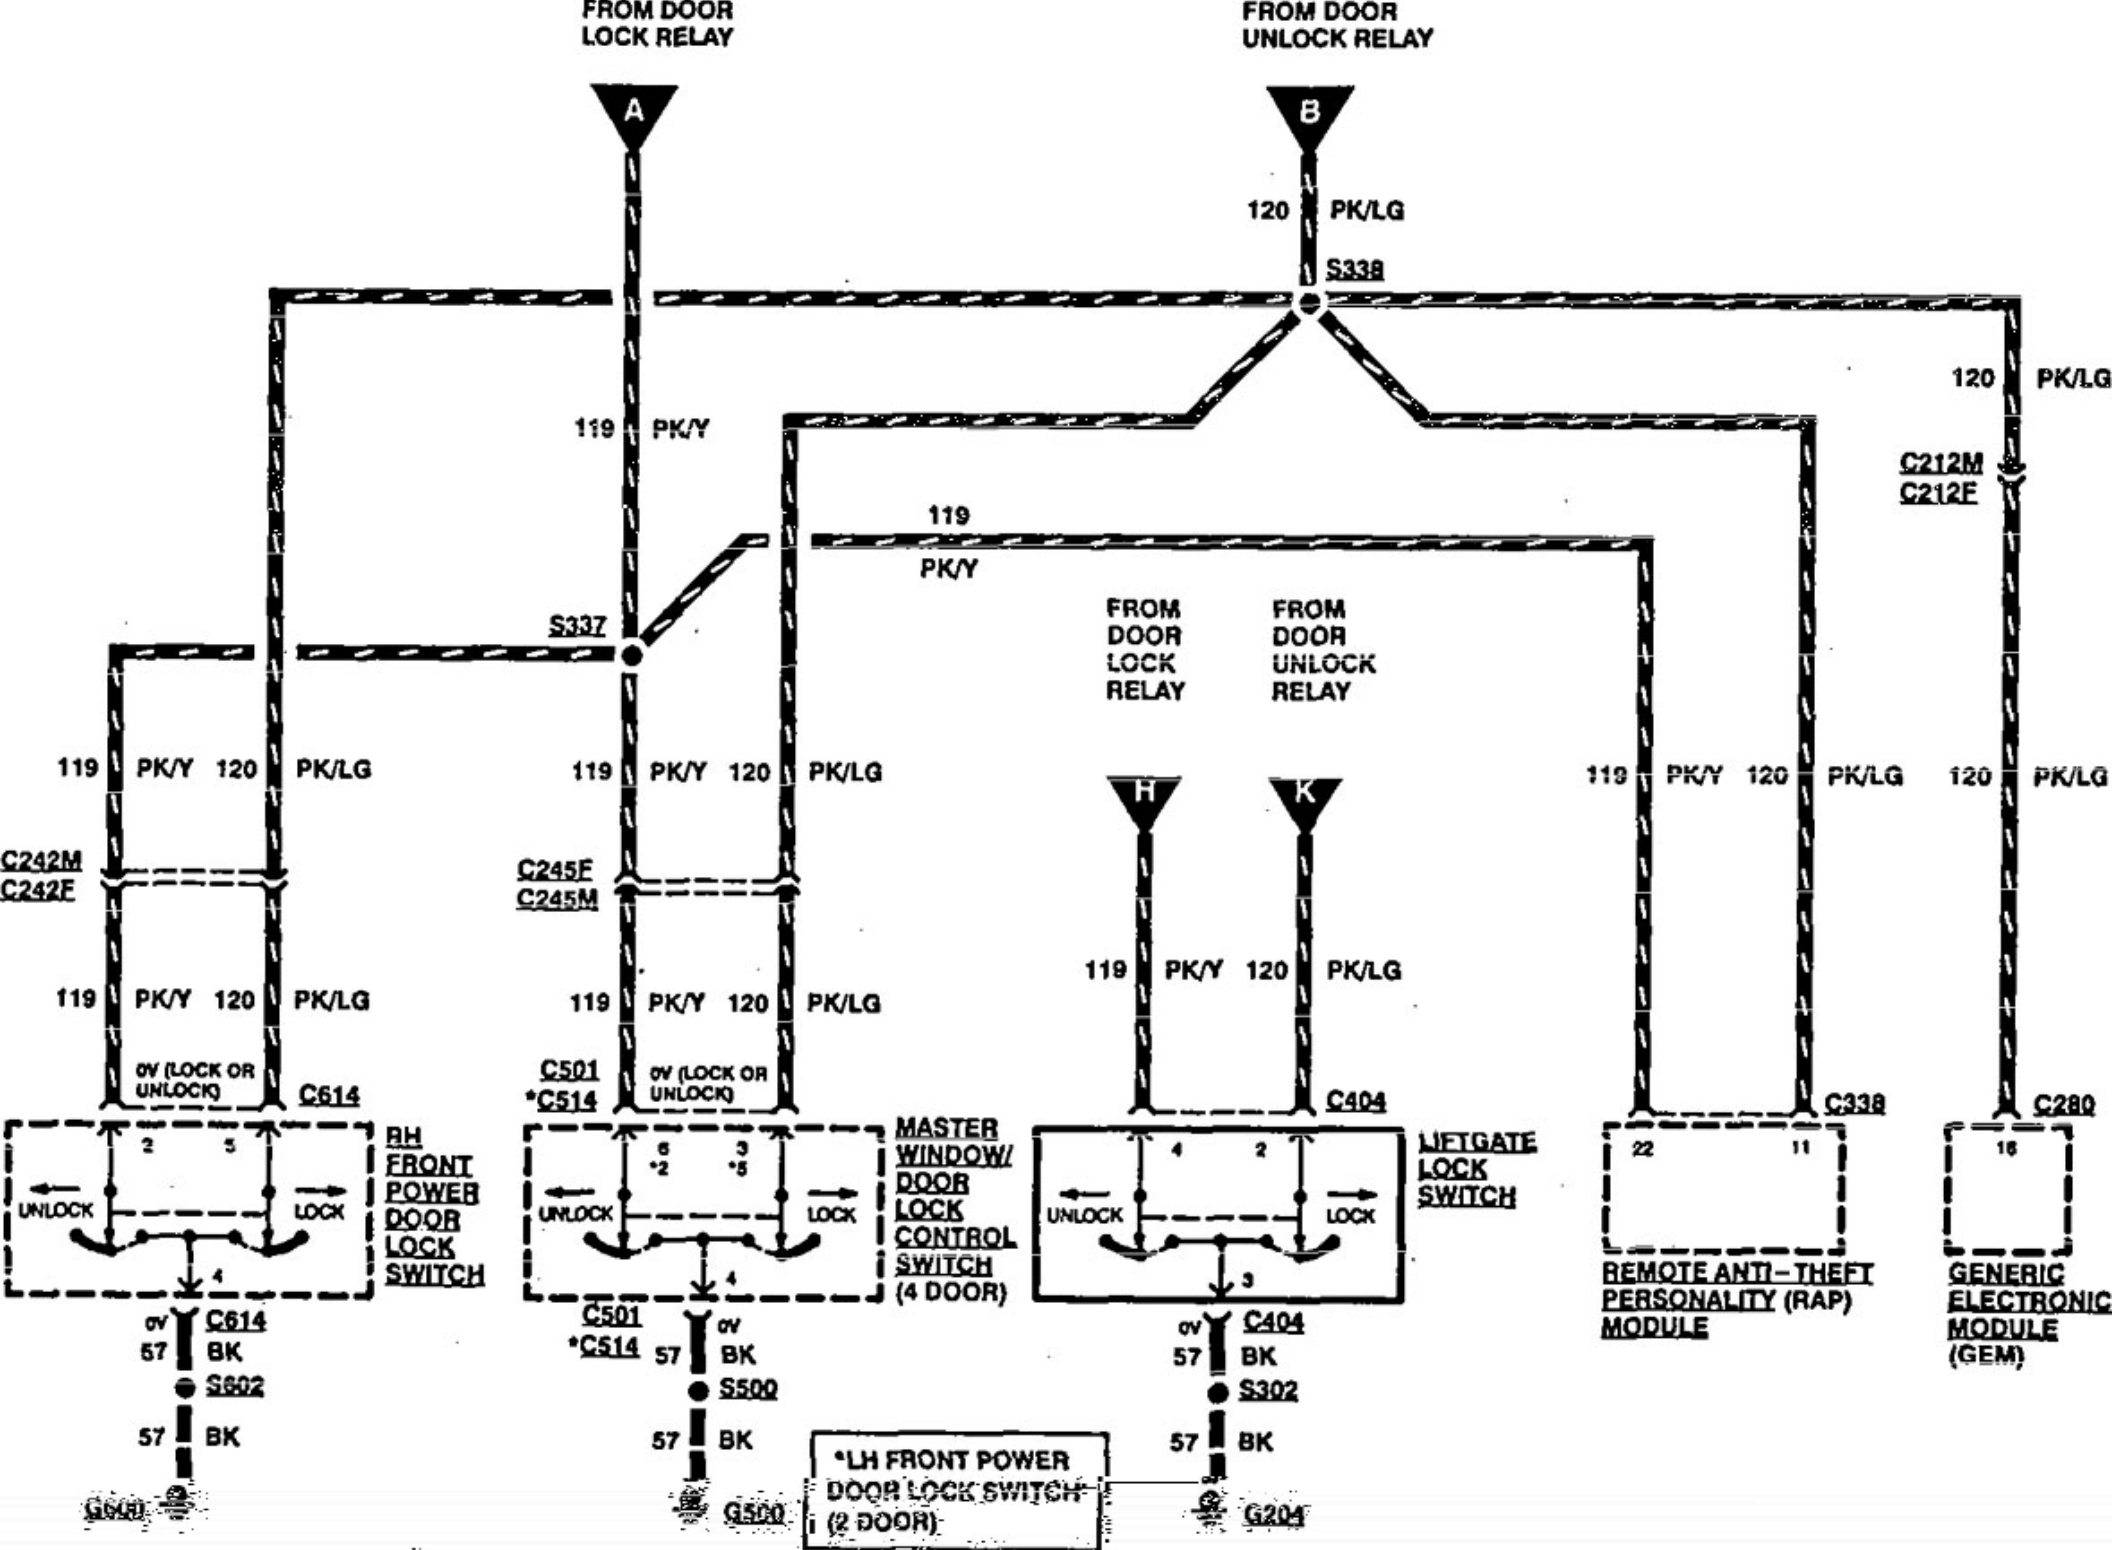 FROM DOOR
LOCK RELAY
FROM DOOR
UNLOCK RELAY
A
B
120 PK/LG
S338
119 PK/Y
120 PK/LG
C212M
C212F
119
PK/Y
S337
FROM
DOOR
LOCK
RELAY
FROM
DOOR
UNLOCK
RELAY
119 PK/Y 120 PK/LG
119 PK/Y 120 PK/LG
H
K
119 PK/Y 120 PK/LG
120 PK/LG
C242M
C242F
C245F
C245M
119 PK/Y 120 PK/LG
119 PK/Y 120 PK/LG
119 PK/Y 120 PK/LG
0V (LOCK OR
UNLOCK)
C614
C501
*C514
0V (LOCK OR
UNLOCK)
C404
C338
C280
2 5
UNLOCK
LOCK
4
RH
FRONT
POWER
DOOR
LOCK
SWITCH
6 3
*2 *5
UNLOCK
LOCK
4
MASTER
WINDOW/
DOOR
LOCK
CONTROL
SWITCH
(4 DOOR)
4 2
UNLOCK
LOCK
3
LIFTGATE
LOCK
SWITCH
22 11
REMOTE ANTI-THEFT
PERSONALITY (RAP)
MODULE
GENERIC
ELECTRONIC
MODULE
(GEM)
0V C614
57 BK
S602
57 BK
C501 0V
*C514 57 BK
S500
57 BK
G500
0V C404
57 BK
S302
57 BK
G204
*LH FRONT POWER
DOOR LOCK SWITCH
(2 DOOR)